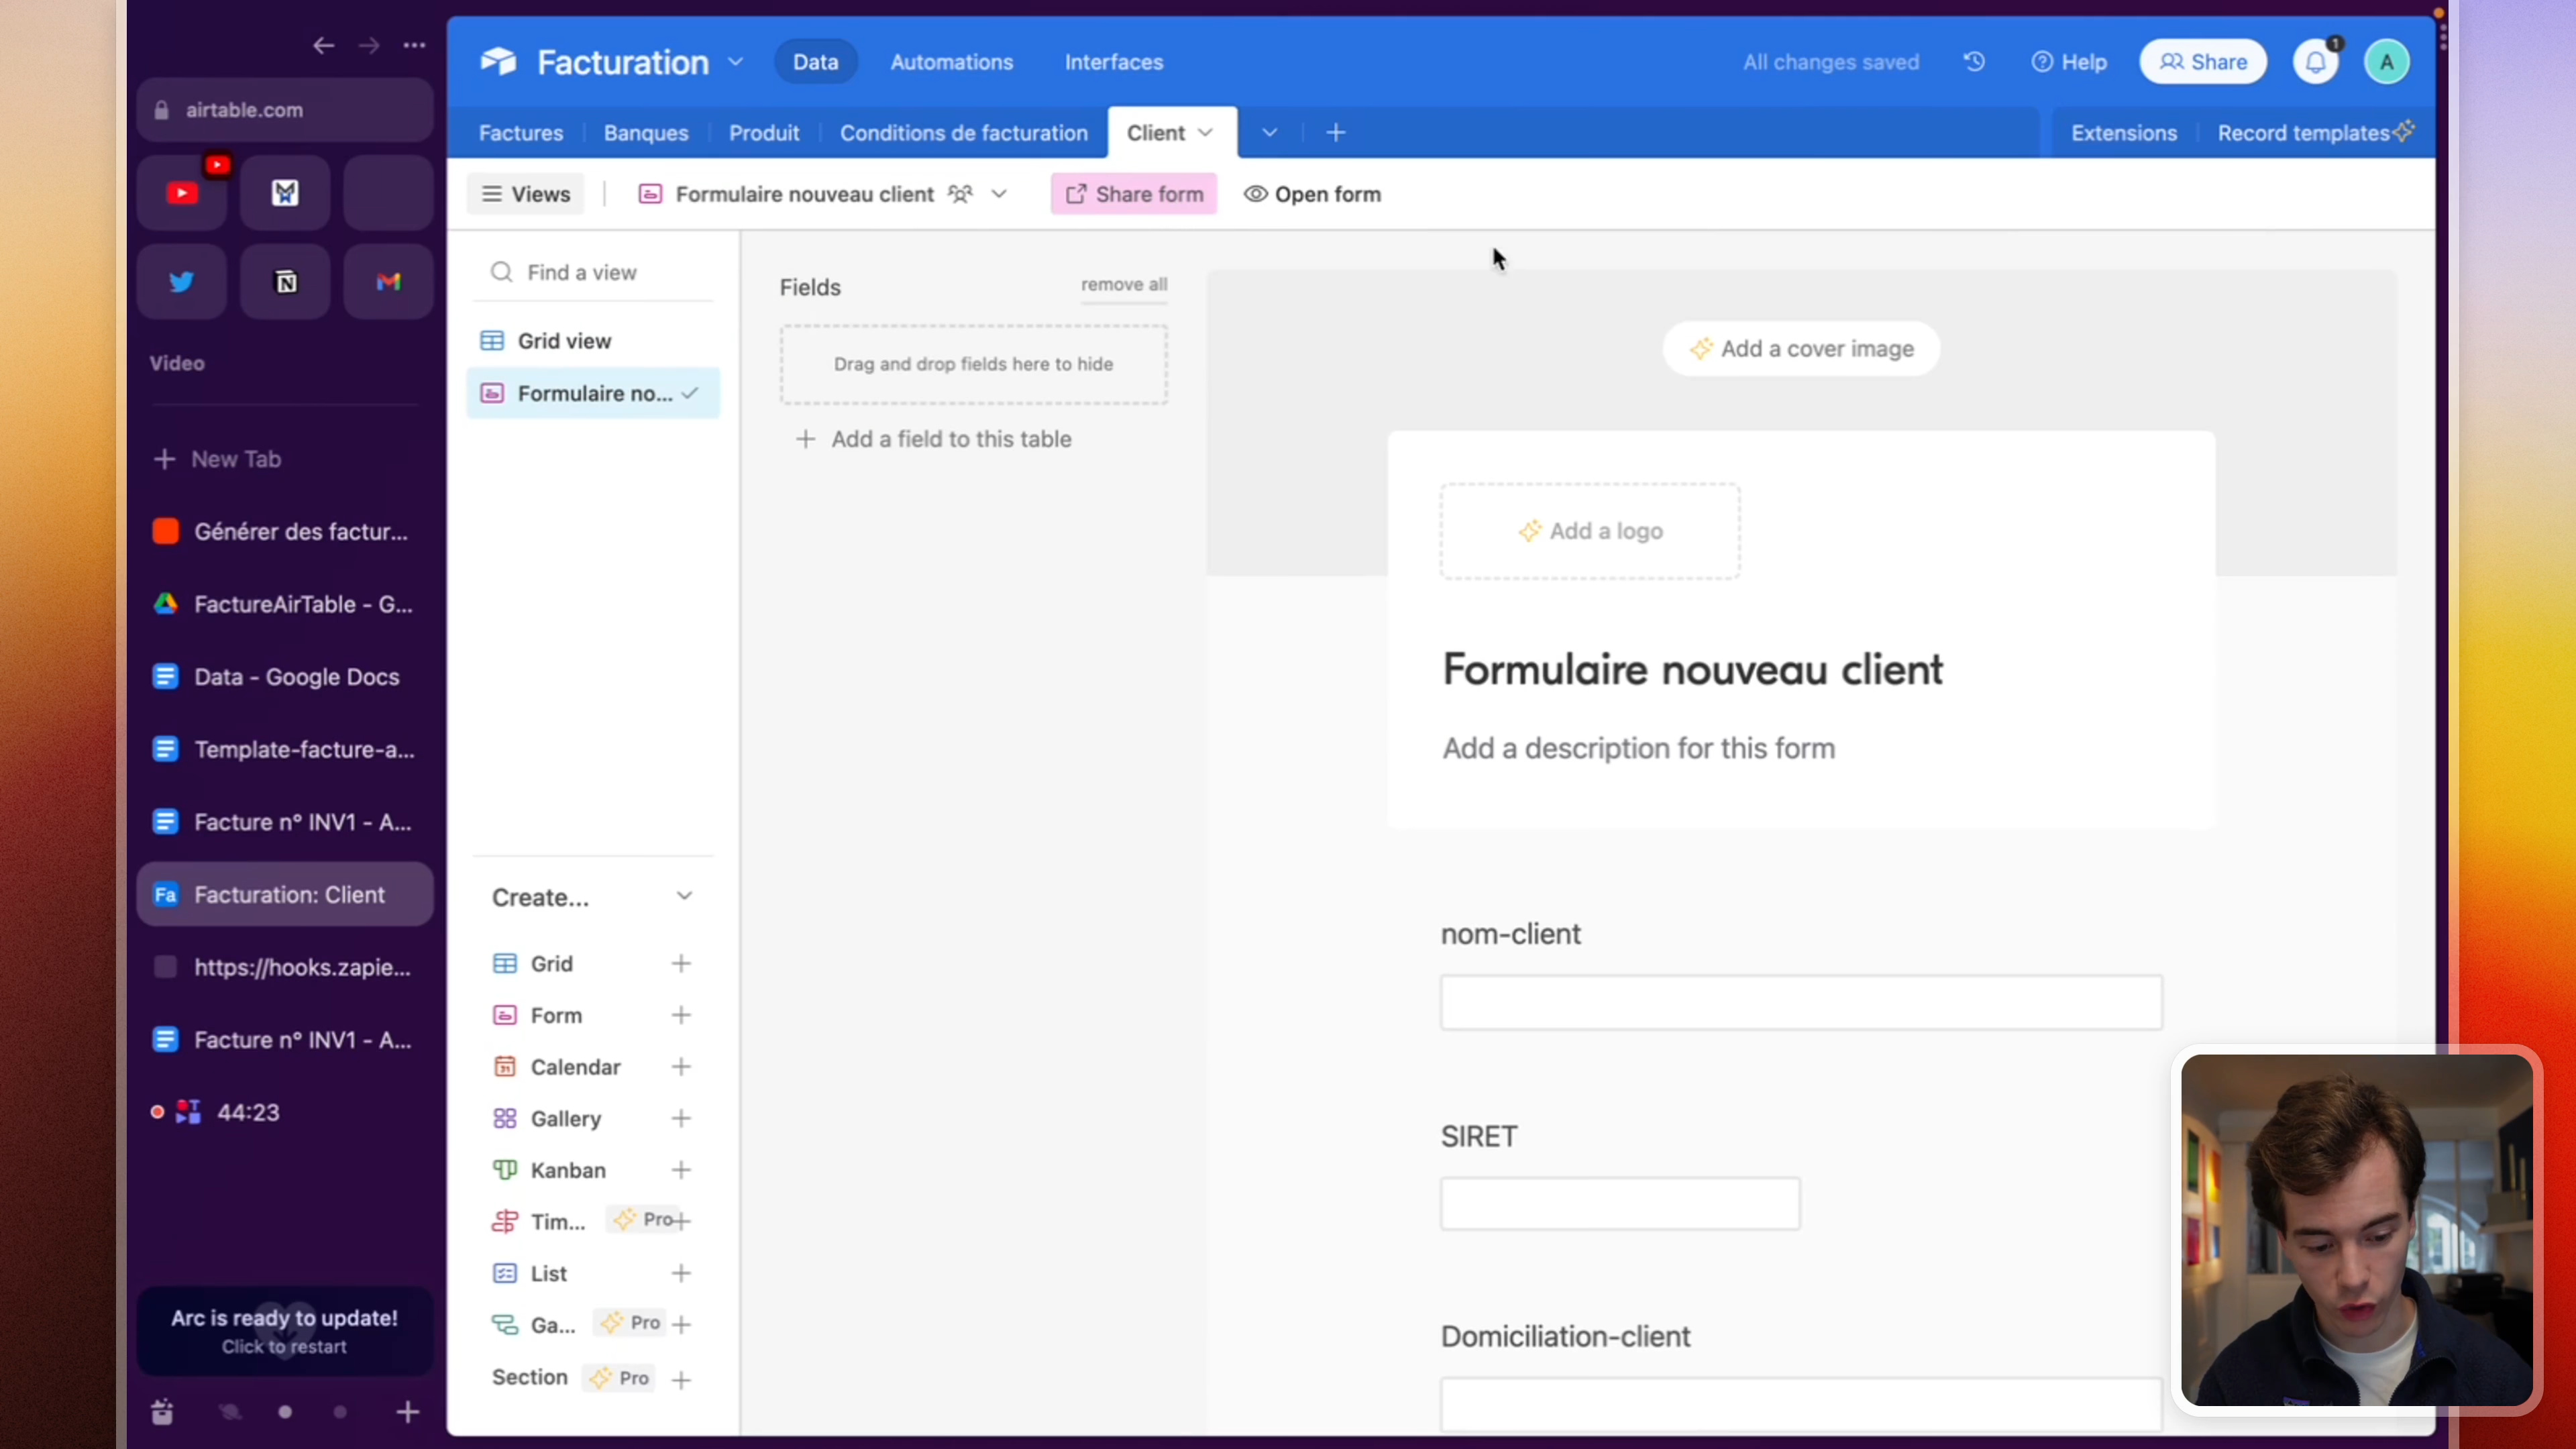 airtable.com
Video
New Tab
Générer des factur...
FactureAirTable - G...
Data - Google Docs
Template-facture-a...
Facture n° INV1 - A...
Fa Facturation: Client
https://hooks.zapie...
Facture n° INV1 - A...
44:23
Arc is ready to update!
Click to restart
Facturation Data Automations Interfaces All changes saved Help Share 1 A
Factures Banques Produit Conditions de facturation Client Extensions Record templates
Views Formulaire nouveau client Share form Open form
Find a view
Grid view
Formulaire no...
Create...
Grid
Form
Calendar
Gallery
Kanban
Tim... Pro
List
Ga... Pro
Section Pro
Fields remove all
Drag and drop fields here to hide
Add a field to this table
Add a cover image
Add a logo
Formulaire nouveau client
Add a description for this form
nom-client
SIRET
Domiciliation-client